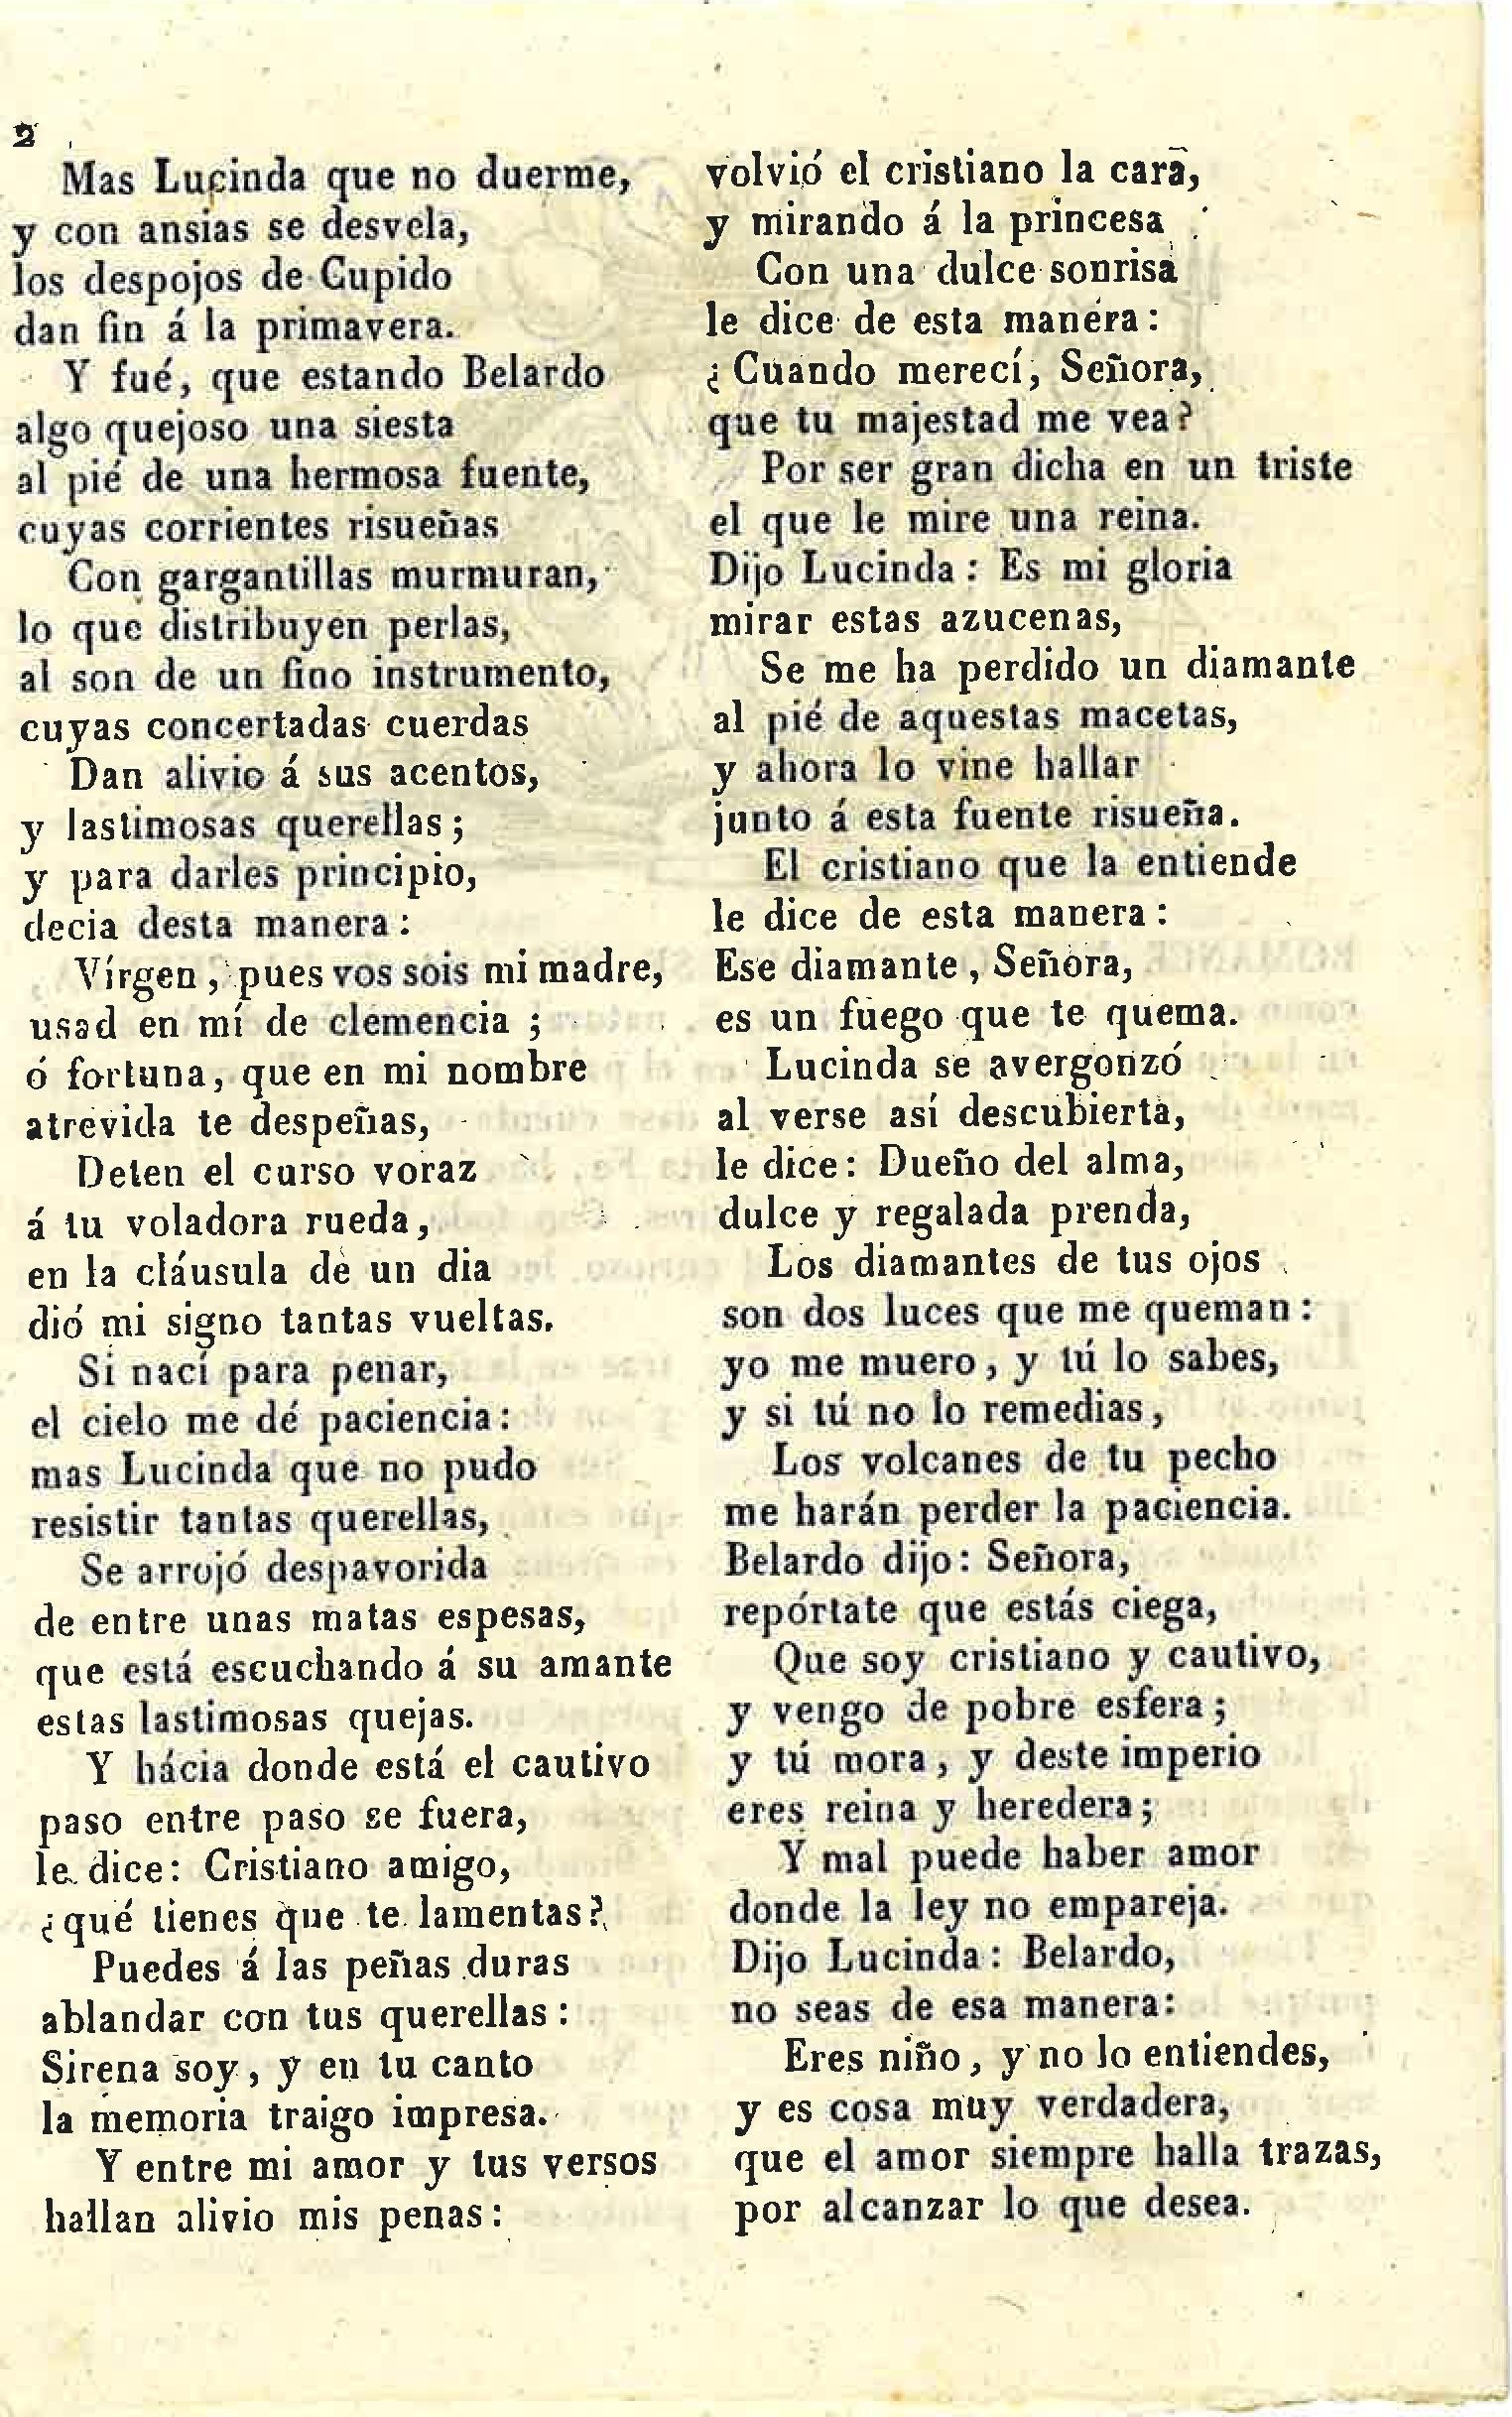 2
Mas Lucinda que no duerme,
y con ansias se desvela,
los despojos de Cupido
dan fin á la primavera.
Y fué, que estando Belardo
algo quejoso una siesta
al pié de una hermosa fuente,
cuyas corrientes risueñas
Con gargantillas murmuran,
lo que distribuyen perlas,
al son de un fino instrumento,
cuyas concertadas cuerdas
Dan alivio á sus acentos,
y lastimosas querellas;
y para darles principio,
decia desta manera:
Vírgen, pues vos sois mi madre,
usad en mí de clemencia;
ó fortuna, que en mi nombre
atrevida te despeñas,
Deten el curso voraz
á tu voladora rueda,
en la cláusula de un dia
dió mi signo tantas vueltas.
Si nací para penar,
el cielo me dé paciencia:
mas Lucinda que no pudo
resistir tantas querellas,
Se arrojó despavorida
de entre unas matas espesas,
que está escuchando á su amante
estas lastimosas quejas.
Y hácia donde está el cautivo
paso entre paso se fuera,
le dice: Cristiano amigo,
¿qué tienes que te lamentas?
Puedes á las peñas duras
ablandar con tus querellas:
Sirena soy, y en tu canto
la memoria traigo impresa.
Y entre mi amor y tus versos
hallan alivio mis penas:
volvió el cristiano la cara,
y mirando á la princesa
Con una dulce sonrisa
le dice de esta manera:
¿Cuando merecí, Señora,
que tu majestad me vea?
Por ser gran dicha en un triste
el que le mire una reina.
Dijo Lucinda: Es mi gloria
mirar estas azucenas,
Se me ha perdido un diamante
al pié de aquestas macetas,
y ahora lo vine hallar
junto á esta fuente risueña.
El cristiano que la entiende
le dice de esta manera:
Ese diamante, Señora,
es un fuego que te quema.
Lucinda se avergonzó
al verse así descubierta,
le dice: Dueño del alma,
dulce y regalada prenda,
Los diamantes de tus ojos
son dos luces que me queman:
yo me muero, y tú lo sabes,
y si tú no lo remedias,
Los volcanes de tu pecho
me harán perder la paciencia.
Belardo dijo: Señora,
repórtate que estás ciega,
Que soy cristiano y cautivo,
y vengo de pobre esfera;
y tú mora, y deste imperio
eres reina y heredera;
Y mal puede haber amor
donde la ley no empareja.
Dijo Lucinda: Belardo,
no seas de esa manera:
Eres niño, y no lo entiendes,
y es cosa muy verdadera,
que el amor siempre halla trazas,
por alcanzar lo que desea.